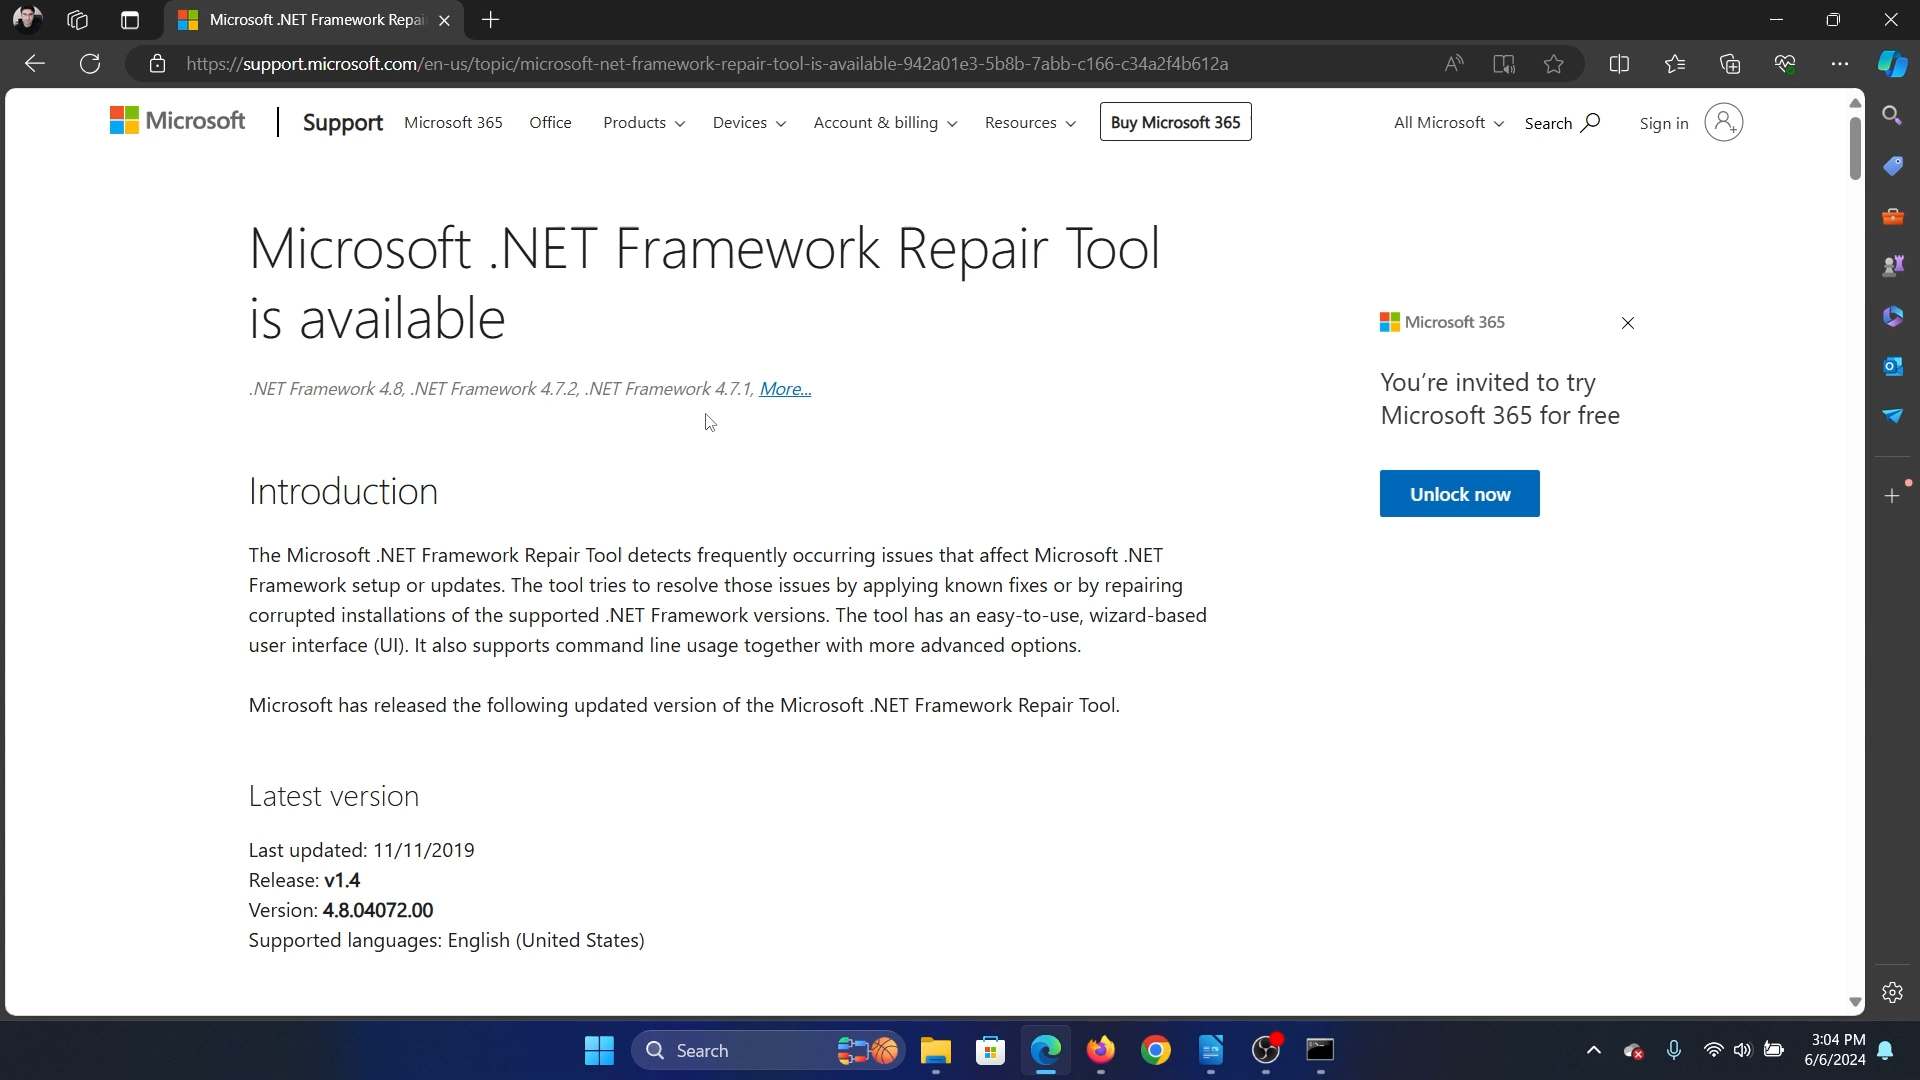 Microsoft .NET Framework Repai
https://support.microsoft.com/en-us/topic/microsoft-net-framework-repair-tool-is-available-942a01e3-5b8b-7abb-c166-c34a2f4b612a
Microsoft
Support
Microsoft 365
Office
Products
Devices
Account & billing
Resources
Buy Microsoft 365
All Microsoft
Search
Sign in
Microsoft .NET Framework Repair Tool
is available
.NET Framework 4.8, .NET Framework 4.7.2, .NET Framework 4.7.1, More...
Microsoft 365
You're invited to try
Microsoft 365 for free
Unlock now
Introduction
The Microsoft .NET Framework Repair Tool detects frequently occurring issues that affect Microsoft .NET
Framework setup or updates. The tool tries to resolve those issues by applying known fixes or by repairing
corrupted installations of the supported .NET Framework versions. The tool has an easy-to-use, wizard-based
user interface (UI). It also supports command line usage together with more advanced options.
Microsoft has released the following updated version of the Microsoft .NET Framework Repair Tool.
Latest version
Last updated: 11/11/2019
Release: v1.4
Version: 4.8.04072.00
Supported languages: English (United States)
Search
3:04 PM
6/6/2024